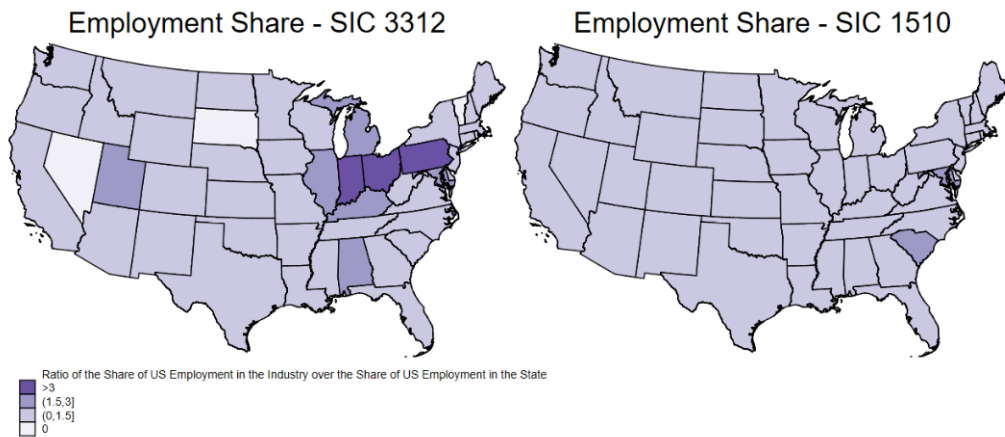 Employment Share - SIC 3312
Employment Share - SIC 1510
Ratio of the Share of US Employment in the Industry over the Share of US Employment in the State
>3
(1.5,3]
(0,1.5]
0